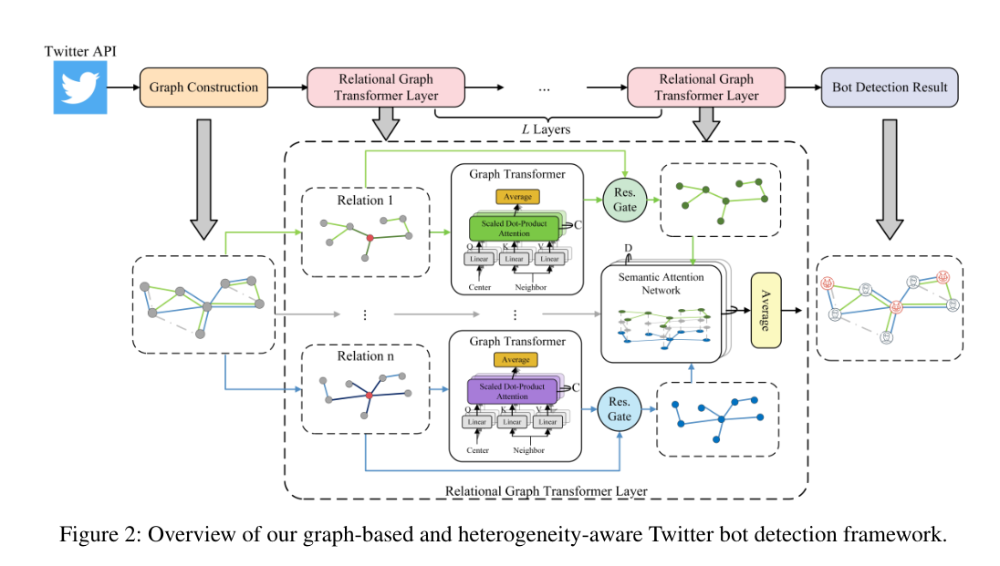 Twitter API
Graph Construction
Relational Graph
Transformer Layer
...
Relational Graph
Transformer Layer
Bot Detection Result
L Layers
Relation 1
Graph Transformer
Average
Scaled Dot-Product
Attention
C
Q
K
V
Linear
Linear
Linear
Center
Neighbor
Res.
Gate
D
Semantic Attention
Network
Average
⋮
⋮
Relation n
Graph Transformer
Average
Scaled Dot-Product
Attention
C
Q
K
V
Linear
Linear
Linear
Center
Neighbor
Res.
Gate
Relational Graph Transformer Layer
Figure 2: Overview of our graph-based and heterogeneity-aware Twitter bot detection framework.